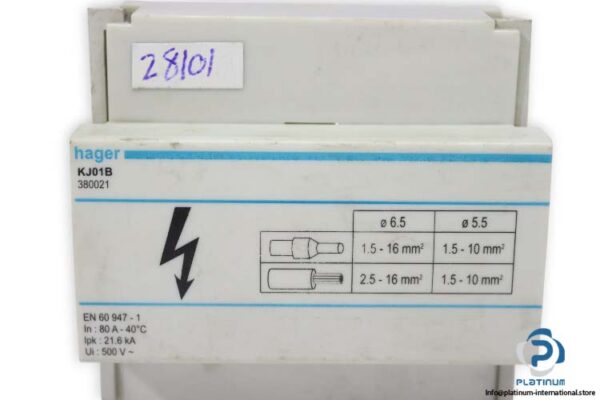 28101
hager
KJ01B
380021
ø 6.5 ø 5.5
1.5 - 16 mm² 1.5 - 10 mm²
2.5 - 16 mm² 1.5 - 10 mm²
EN 60 947 - 1
In : 80 A - 40°C
Ipk : 21.6 kA
Ui : 500 V ~
PLATINUM
info@platinum-international.store